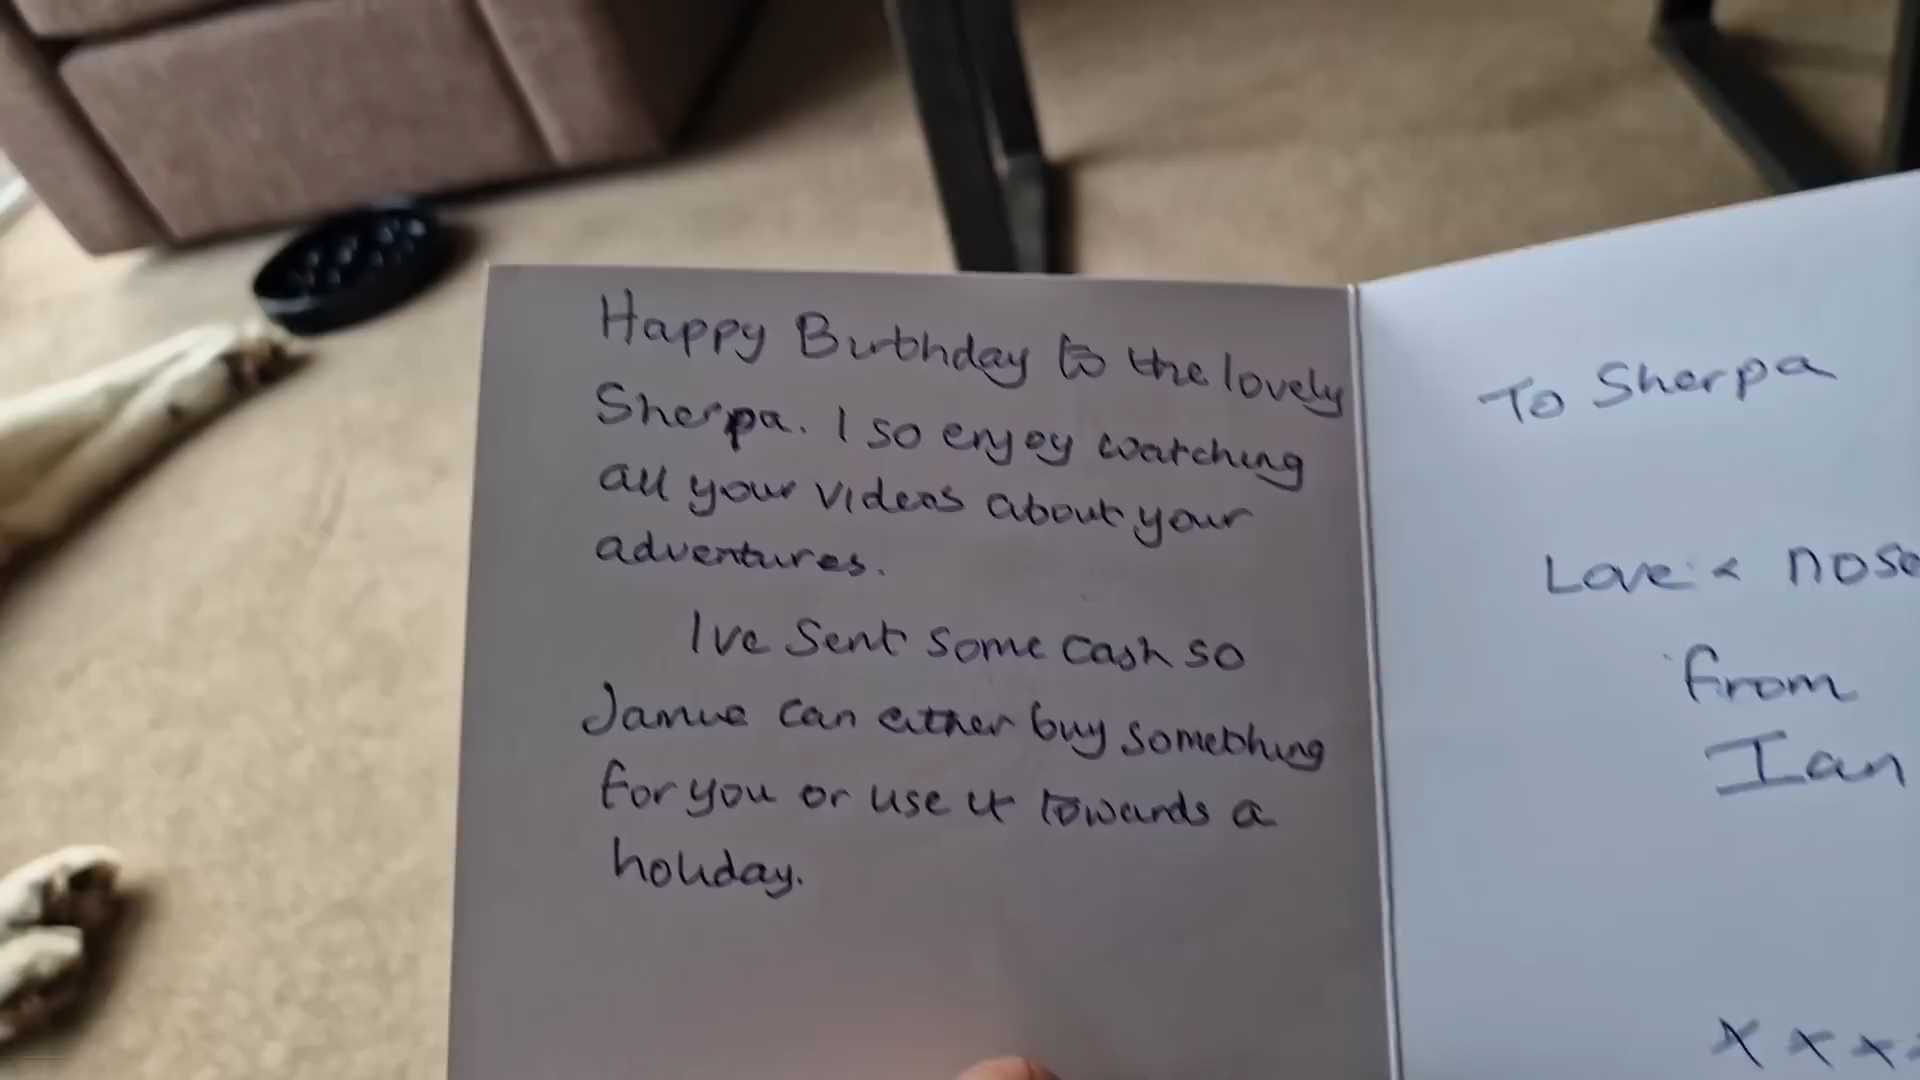 Happy Birthday to the lovely
Sherpa. I so enjoy watching
all your videos about your
adventures.
Ive sent some cash so
Jamie can either buy something
for you or use it towards a
holiday.
To Sherpa
Love & nose
from
Ian
x x x